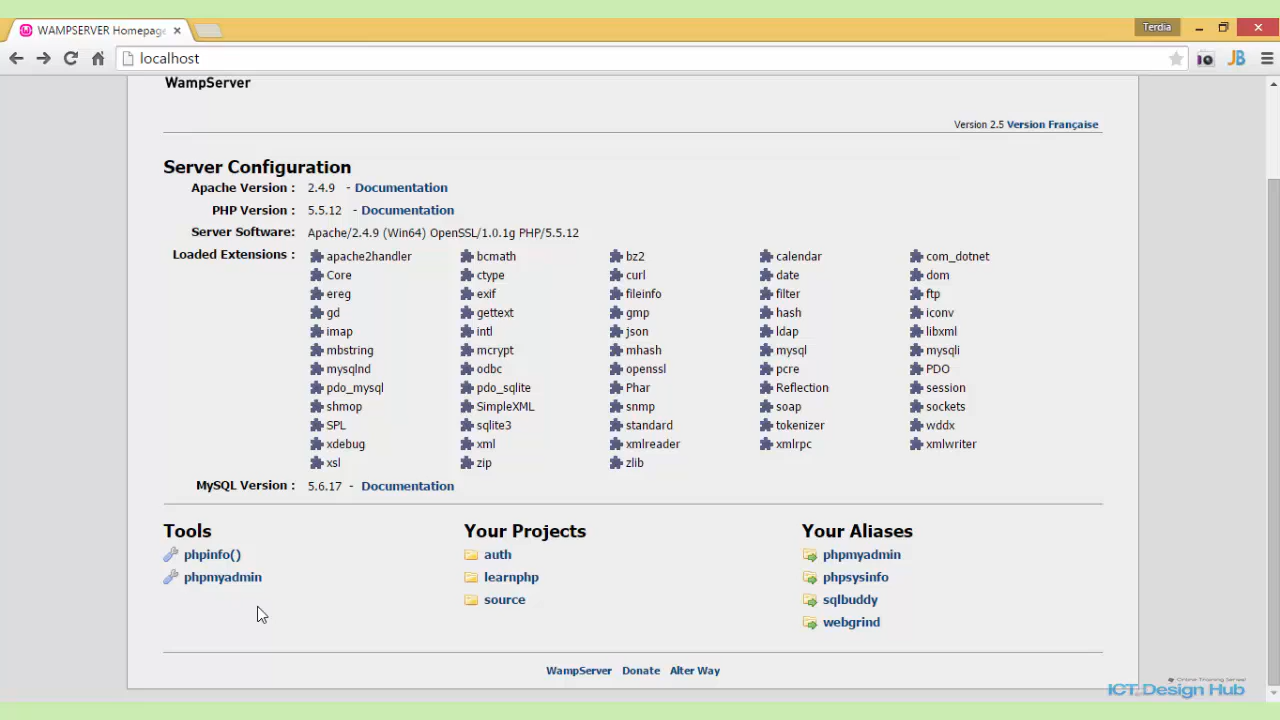 WAMPSERVER Homepage
Terdia
localhost
WampServer
Version 2.5 Version Française
Server Configuration
Apache Version : 2.4.9 - Documentation
PHP Version : 5.5.12 - Documentation
Server Software: Apache/2.4.9 (Win64) OpenSSL/1.0.1g PHP/5.5.12
Loaded Extensions : apache2handler bcmath bz2 calendar com_dotnet
Core ctype curl date dom
ereg exif fileinfo filter ftp
gd gettext gmp hash iconv
imap intl json ldap libxml
mbstring mcrypt mhash mysql mysqli
mysqlnd odbc openssl pcre PDO
pdo_mysql pdo_sqlite Phar Reflection session
shmop SimpleXML snmp soap sockets
SPL sqlite3 standard tokenizer wddx
xdebug xml xmlreader xmlrpc xmlwriter
xsl zip zlib
MySQL Version : 5.6.17 - Documentation
Tools Your Projects Your Aliases
phpinfo() auth phpmyadmin
phpmyadmin learnphp phpsysinfo
source sqlbuddy
webgrind
WampServer Donate Alter Way
Online Training Series!
ICT Design Hub